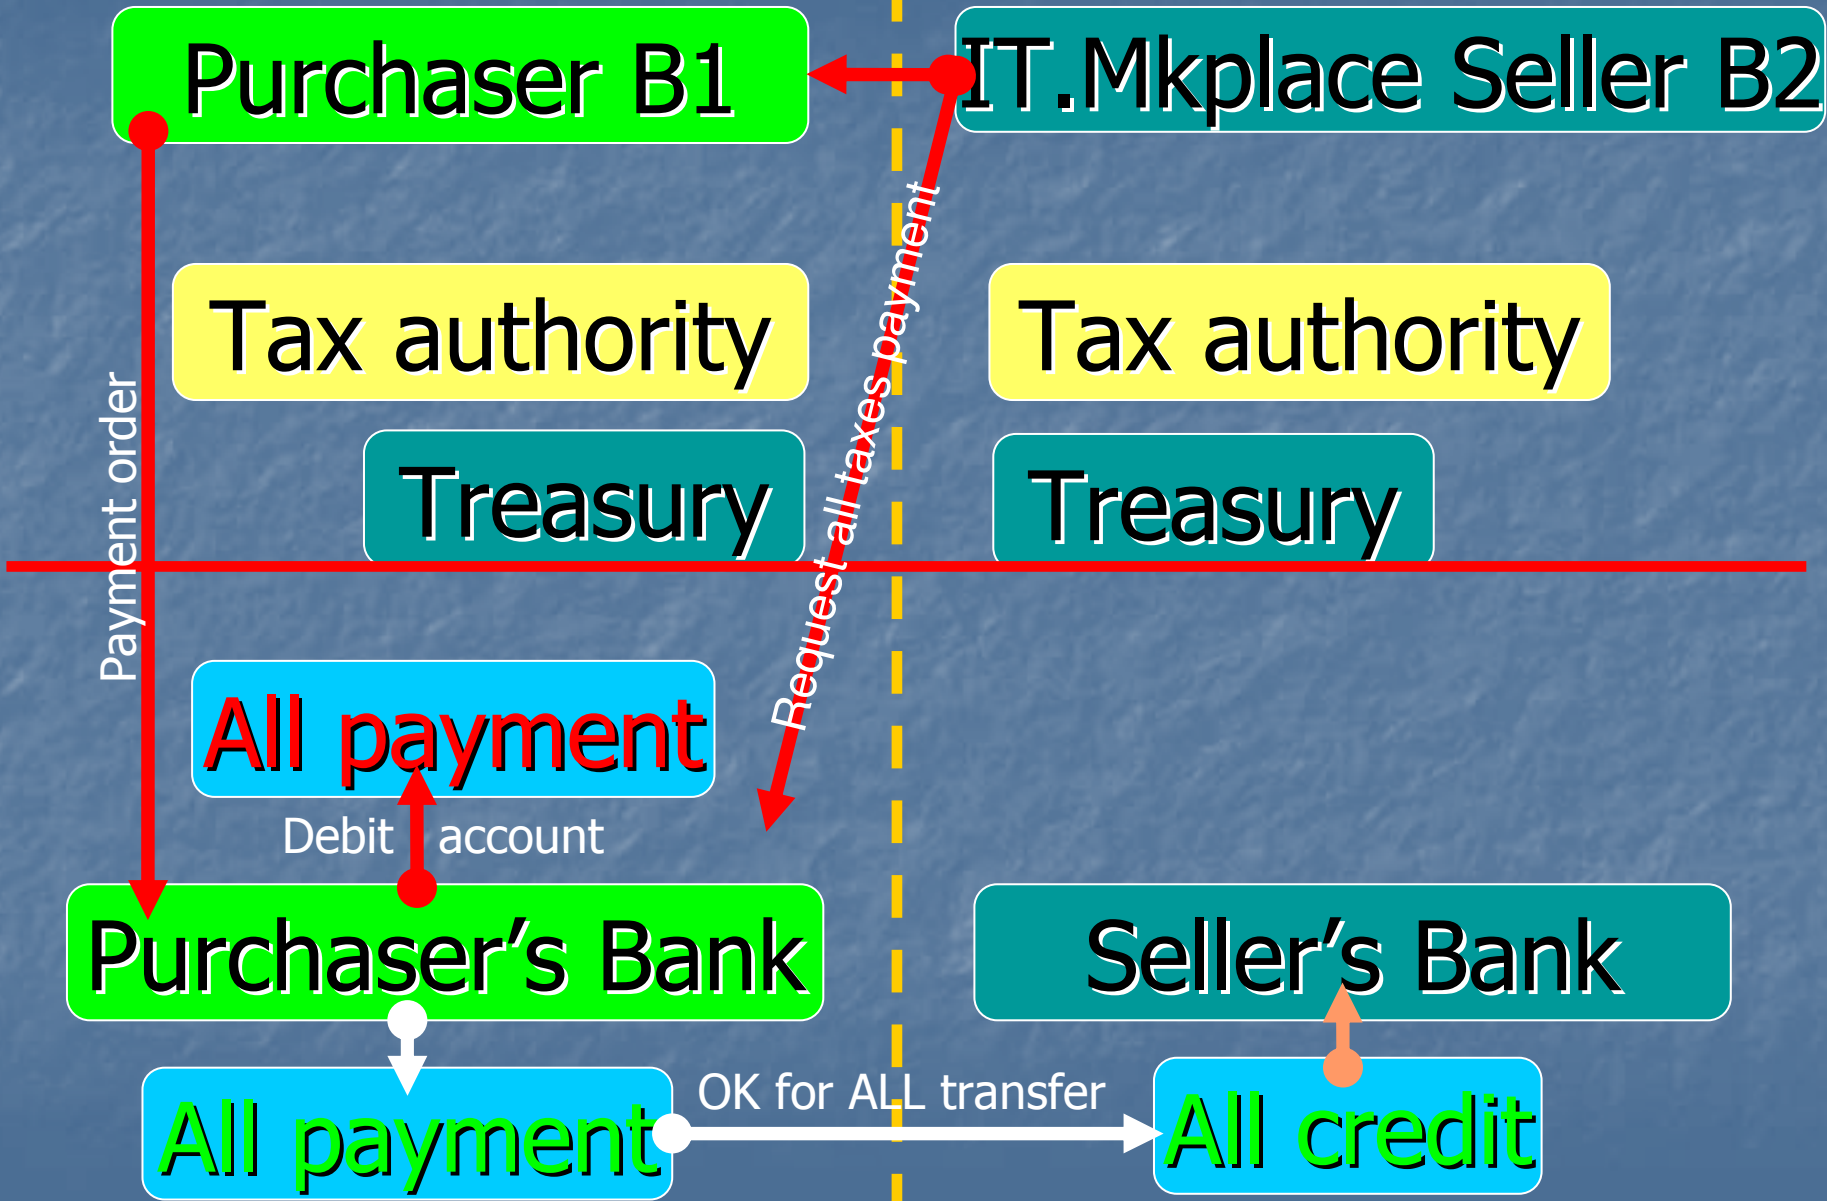 Purchaser B1
IT.Mkplace Seller B2
Request all taxes payment
Payment order
Tax authority
Tax authority
Treasury
Treasury
All payment
Debit account
Purchaser’s Bank
Seller’s Bank
OK for ALL transfer
All payment
All credit